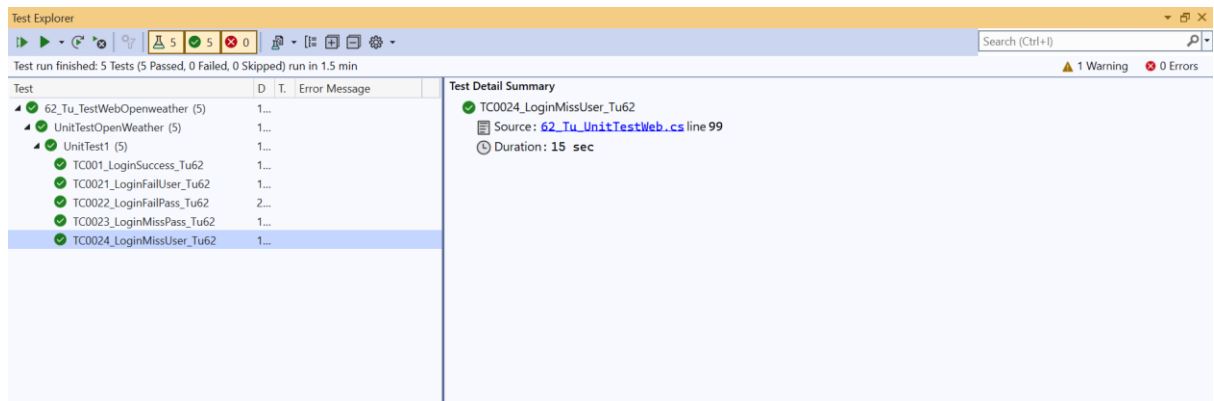 Test Explorer
5 5 0
Search (Ctrl+I)
Test run finished: 5 Tests (5 Passed, 0 Failed, 0 Skipped) run in 1.5 min
1 Warning 0 Errors
Test D T. Error Message
62_Tu_TestWebOpenweather (5) 1...
UnitTestOpenWeather (5) 1...
UnitTest1 (5) 1...
TC001_LoginSuccess_Tu62 1...
TC0021_LoginFailUser_Tu62 1...
TC0022_LoginFailPass_Tu62 2...
TC0023_LoginMissPass_Tu62 1...
TC0024_LoginMissUser_Tu62 1...
Test Detail Summary
TC0024_LoginMissUser_Tu62
Source: 62_Tu_UnitTestWeb.cs line 99
Duration: 15 sec